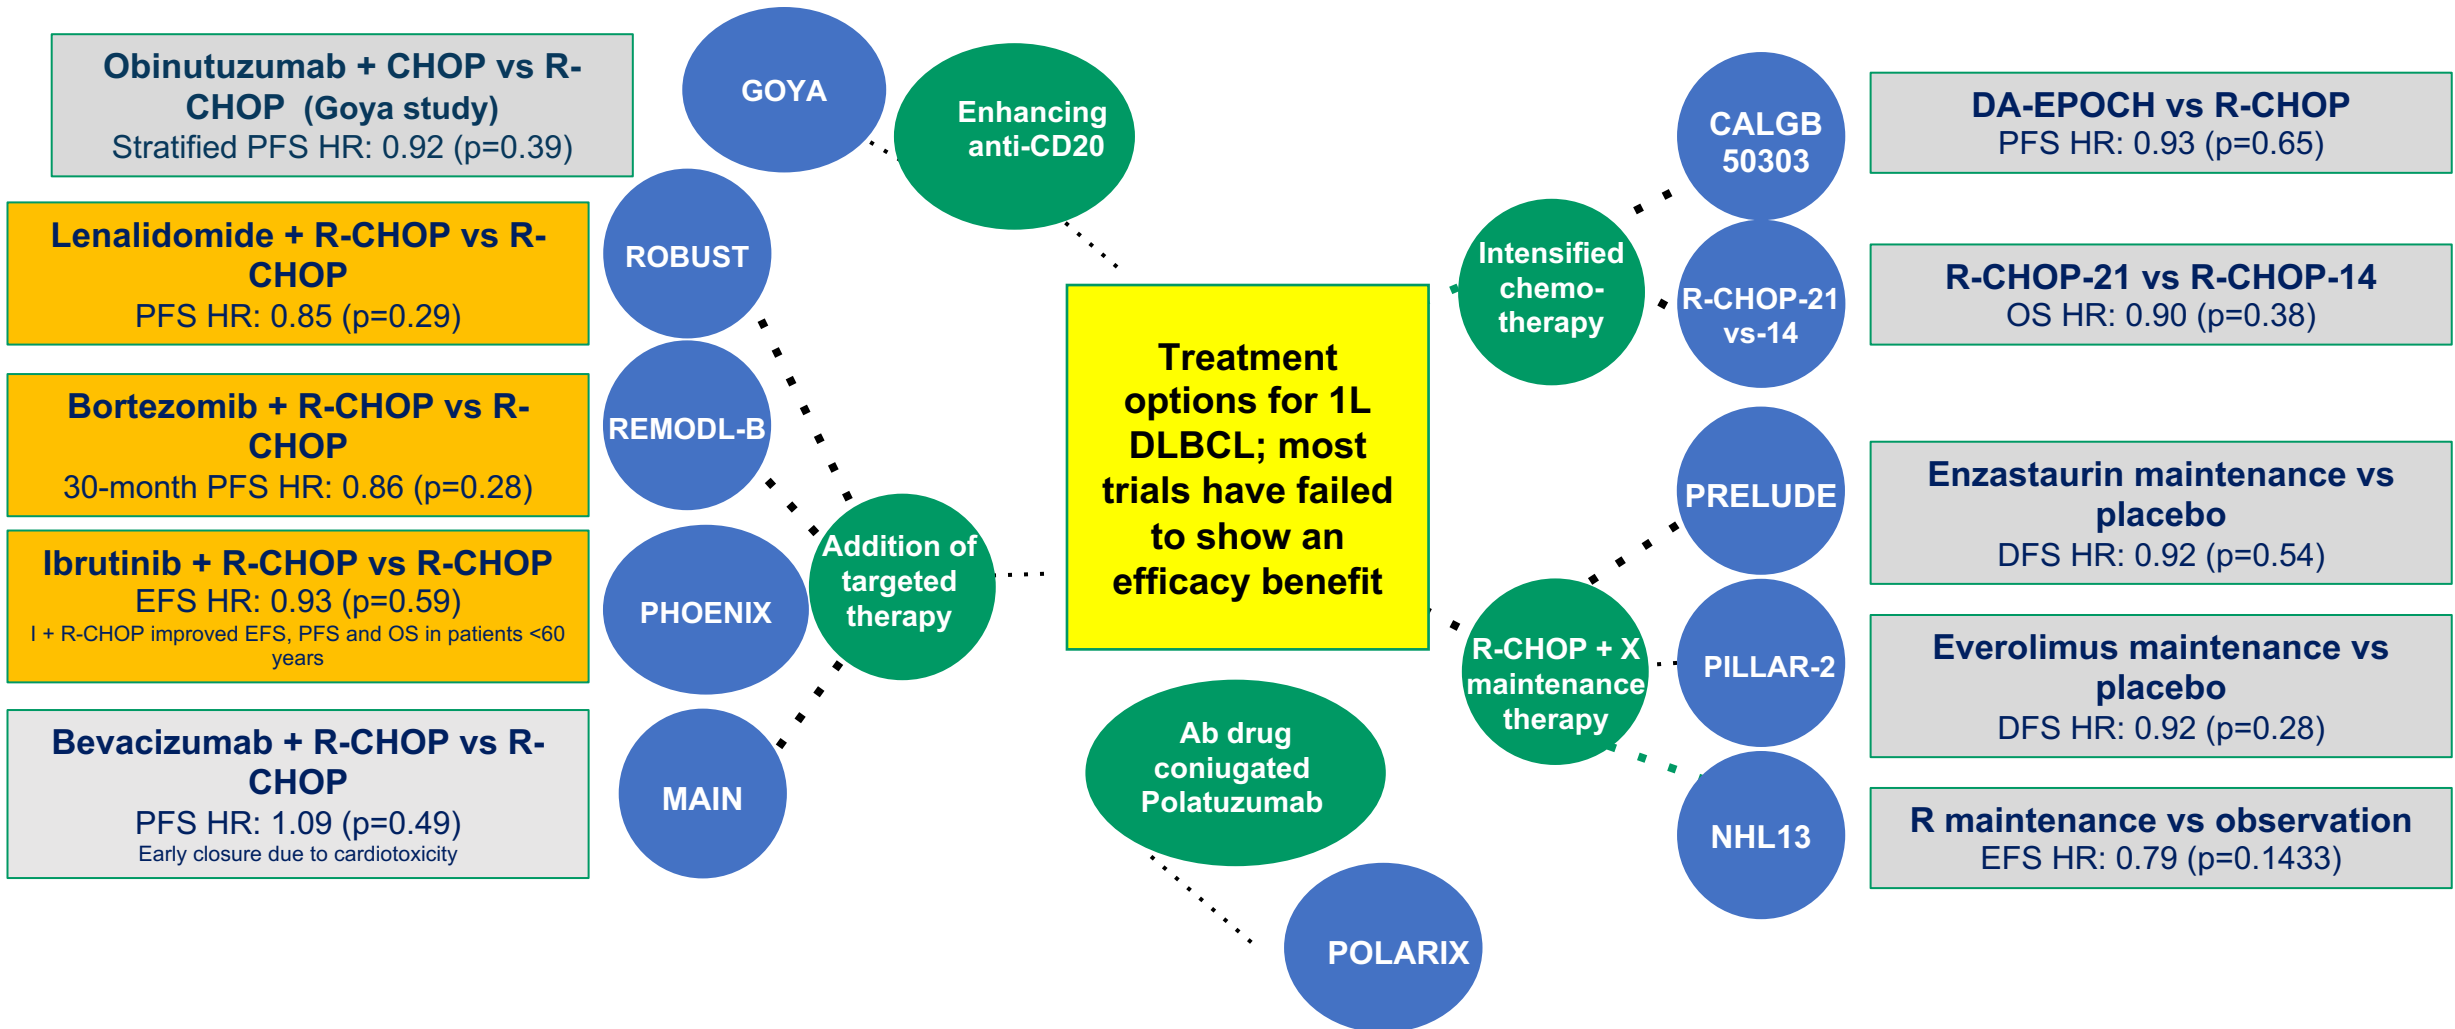 Obinutuzumab + CHOP vs R-
CHOP  (Goya study)
Stratified PFS HR: 0.92 (p=0.39)
Lenalidomide + R-CHOP vs R-
CHOP
PFS HR: 0.85 (p=0.29)
Bortezomib + R-CHOP vs R-
CHOP
30-month PFS HR: 0.86 (p=0.28)
Ibrutinib + R-CHOP vs R-CHOP
EFS HR: 0.93 (p=0.59)
I + R-CHOP improved EFS, PFS and OS in patients <60
years
Bevacizumab + R-CHOP vs R-
CHOP
PFS HR: 1.09 (p=0.49)
Early closure due to cardiotoxicity
GOYA
ROBUST
REMODL-B
PHOENIX
MAIN
Enhancing
anti-CD20
Addition of
targeted
therapy
Treatment
options for 1L
DLBCL; most
trials have failed
to show an
efficacy benefit
Ab drug
coniugated
Polatuzumab
POLARIX
Intensified
chemo-
therapy
R-CHOP + X
maintenance
therapy
CALGB
50303
R-CHOP-21
vs-14
PRELUDE
PILLAR-2
NHL13
DA-EPOCH vs R-CHOP
PFS HR: 0.93 (p=0.65)
R-CHOP-21 vs R-CHOP-14
OS HR: 0.90 (p=0.38)
Enzastaurin maintenance vs
placebo
DFS HR: 0.92 (p=0.54)
Everolimus maintenance vs
placebo
DFS HR: 0.92 (p=0.28)
R maintenance vs observation
EFS HR: 0.79 (p=0.1433)